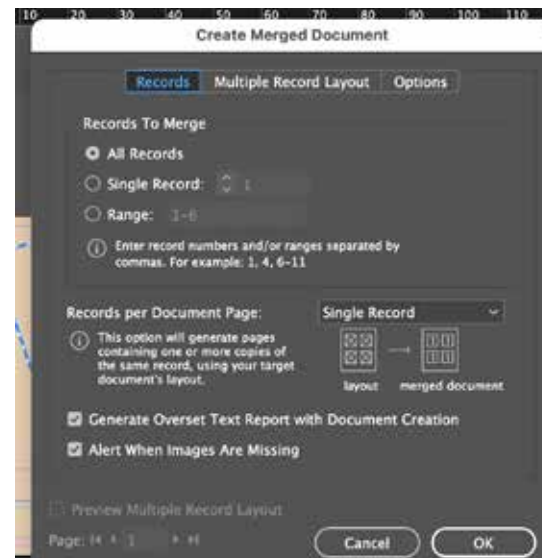 10 20 30 40 50 60 70 80 90 100 110
Create Merged Document
Records Multiple Record Layout Options
Records To Merge
All Records
Single Record: 1
Range: 1-6
Enter record numbers and/or ranges separated by
commas. For example: 1, 4, 6-11
Records per Document Page: Single Record
This option will generate pages
containing one or more copies of
the same record, using your target
document's layout.
layout merged document
Generate Overset Text Report with Document Creation
Alert When Images Are Missing
Preview Multiple Record Layout
Page: 1
Cancel OK